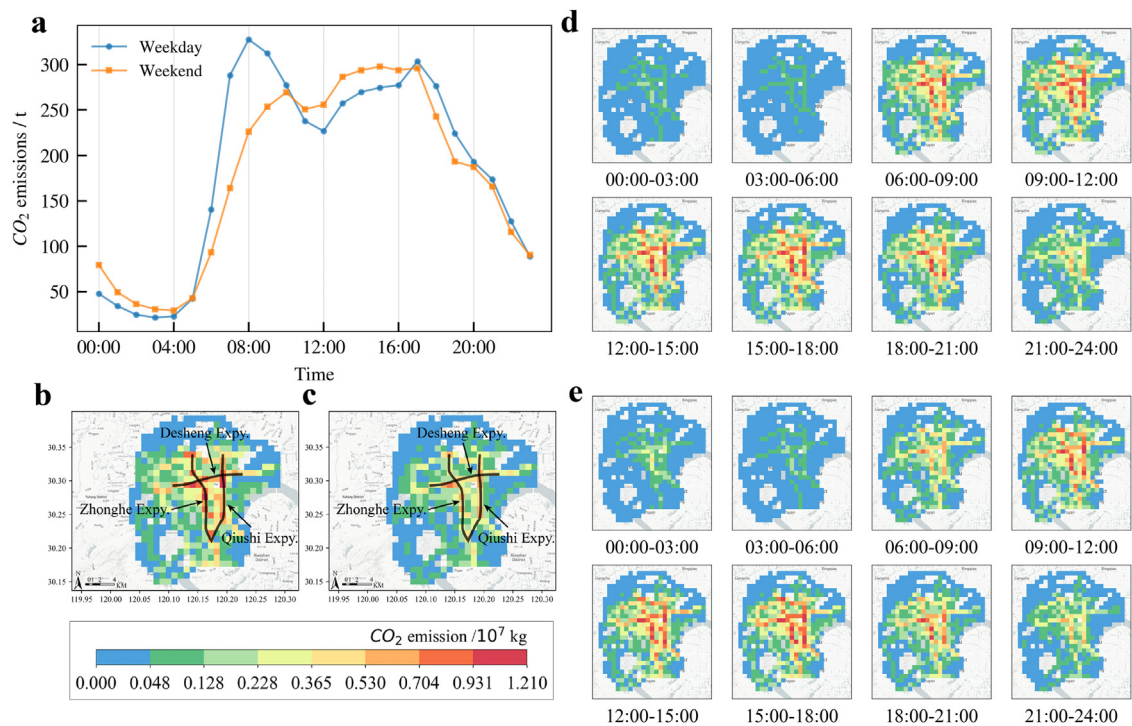 a
Weekday
Weekend
CO₂ emissions / t
300
250
200
150
100
50
00:00 04:00 08:00 12:00 16:00 20:00
Time
b
Desheng Expy.
Zhonghe Expy.
Qiushi Expy.
30.35
30.30
30.25
30.20
30.15
N
01 2 4
KM
119.95 120.00 120.05 120.10 120.15 120.20 120.25 120.30
c
Desheng Expy.
Zhonghe Expy.
Qiushi Expy.
30.35
30.30
30.25
30.20
30.15
N
01 2 4
KM
119.95 120.00 120.05 120.10 120.15 120.20 120.25 120.30
CO₂ emission /10⁷ kg
0.000 0.048 0.128 0.228 0.365 0.530 0.704 0.931 1.210
d
00:00-03:00 03:00-06:00 06:00-09:00 09:00-12:00
12:00-15:00 15:00-18:00 18:00-21:00 21:00-24:00
e
00:00-03:00 03:00-06:00 06:00-09:00 09:00-12:00
12:00-15:00 15:00-18:00 18:00-21:00 21:00-24:00